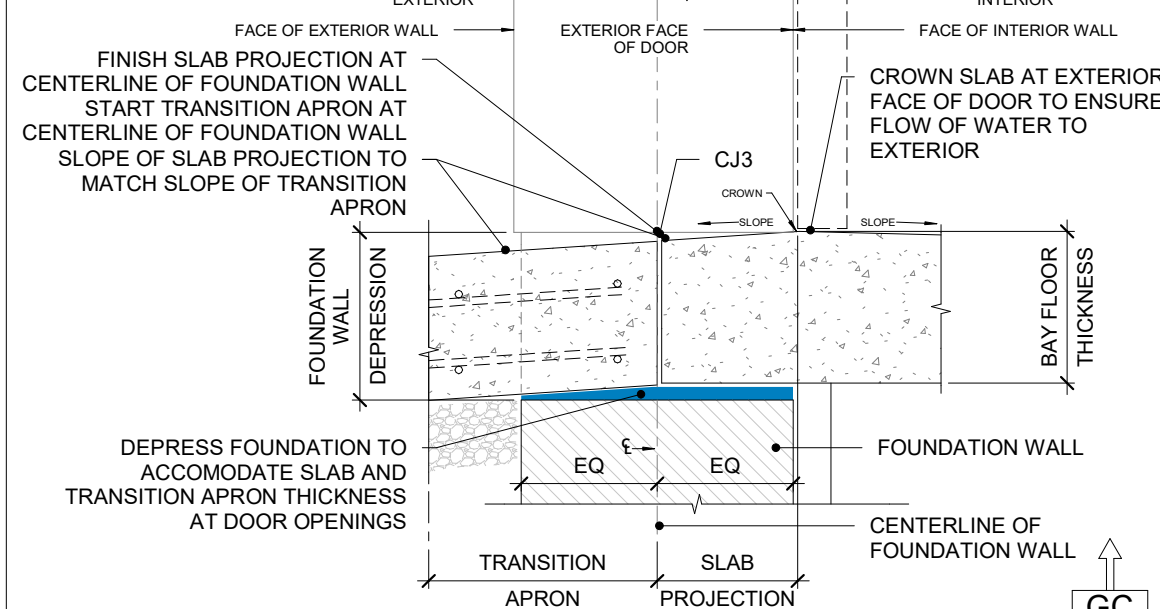 EXTERIOR
INTERIOR
FACE OF EXTERIOR WALL
EXTERIOR FACE
OF DOOR
FACE OF INTERIOR WALL
FINISH SLAB PROJECTION AT
CENTERLINE OF FOUNDATION WALL
START TRANSITION APRON AT
CENTERLINE OF FOUNDATION WALL
SLOPE OF SLAB PROJECTION TO
MATCH SLOPE OF TRANSITION
APRON
CROWN SLAB AT EXTERIOR
FACE OF DOOR TO ENSURE
FLOW OF WATER TO
EXTERIOR
CJ3
CROWN
SLOPE
SLOPE
FOUNDATION
WALL
DEPRESSION
BAY FLOOR
THICKNESS
DEPRESS FOUNDATION TO
ACCOMODATE SLAB AND
TRANSITION APRON THICKNESS
AT DOOR OPENINGS
℄
EQ
EQ
FOUNDATION WALL
CENTERLINE OF
FOUNDATION WALL
TRANSITION
APRON
SLAB
PROJECTION
GC